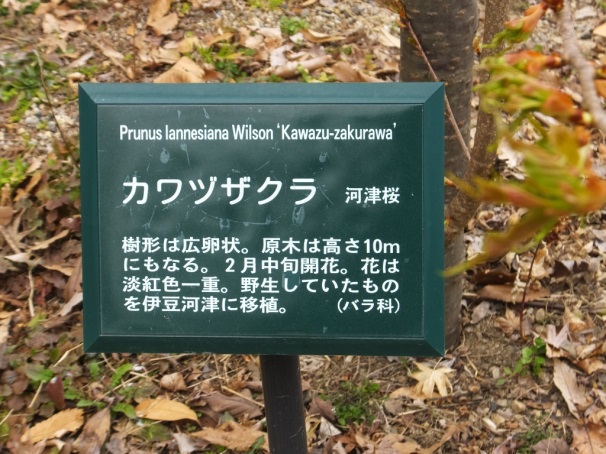 Prunus lannesiana Wilson ‘Kawazu-zakurawa’
カワヅザクラ 河津桜
樹形は広卵状。原木は高さ10m
にもなる。2月中旬開花。花は
淡紅色一重。野生していたもの
を伊豆河津に移植。 (バラ科)